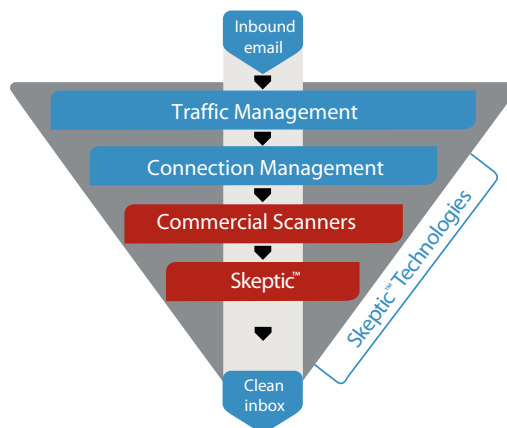 Inbound
email
Traffic Management
Connection Management
Commercial Scanners
Skeptic™
Skeptic™ Technologies
Clean
inbox